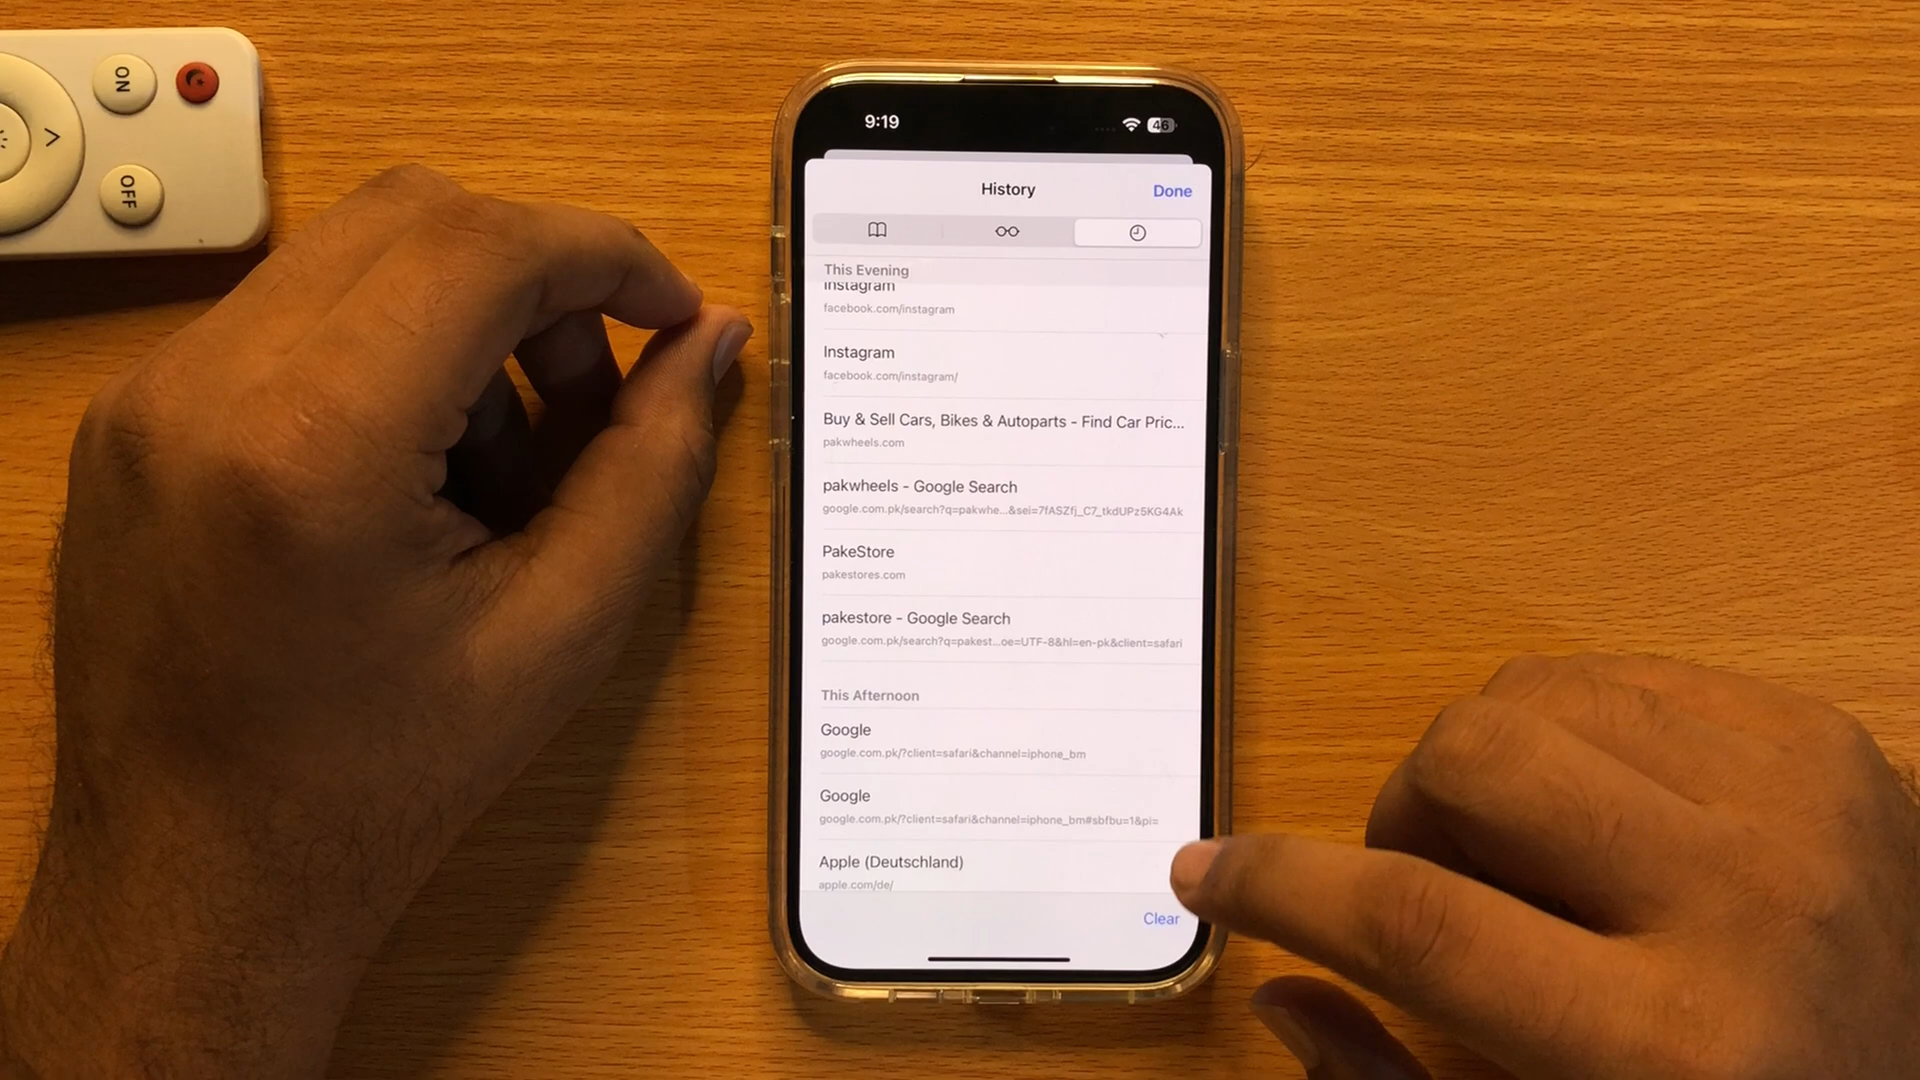 ON
OFF
9:19
46
History
Done
This Evening
Instagram
facebook.com/instagram
Instagram
facebook.com/instagram/
Buy & Sell Cars, Bikes & Autoparts - Find Car Pric...
pakwheels.com
pakwheels - Google Search
google.com.pk/search?q=pakwhe...&sei=7fASZfj_C7_tkdUPz5KG4Ak
PakeStore
pakestores.com
pakestore - Google Search
google.com.pk/search?q=pakest...oe=UTF-8&hl=en-pk&client=safari
This Afternoon
Google
google.com.pk/?client=safari&channel=iphone_bm
Google
google.com.pk/?client=safari&channel=iphone_bm#sbfbu=1&pi=
Apple (Deutschland)
apple.com/de/
Clear